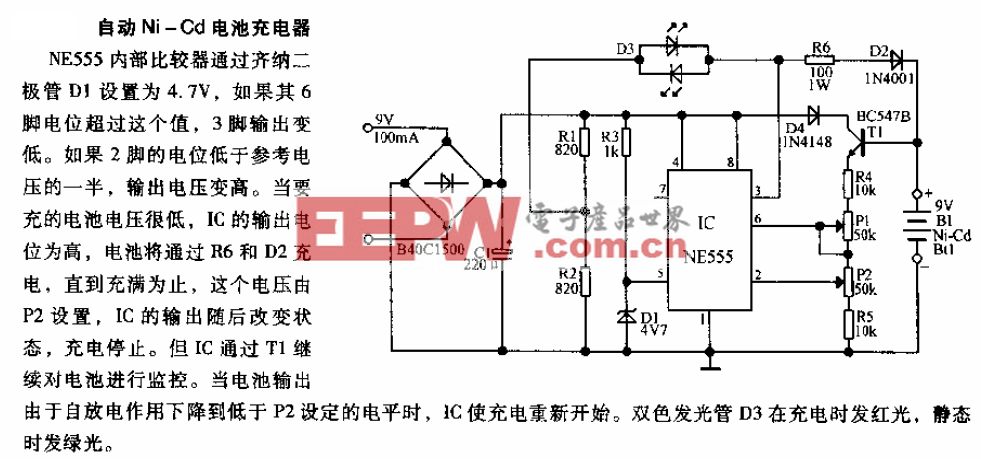 自动 Ni－Cd 电池充电器
NE555 内部比较器通过齐纳二
极管 D1 设置为 4.7V，如果其 6
脚电位超过这个值，3 脚输出变
低。如果 2 脚的电位低于参考电
压的一半，输出电压变高。当要
充的电池电压很低，IC 的输出电
位为高，电池将通过 R6 和 D2 充
电，直到充满为止，这个电压由
P2 设置，IC 的输出随后改变状
态，充电停止。但 IC 通过 T1 继
续对电池进行监控。当电池输出
由于自放电作用下降到低于 P2 设定的电平时，IC 使充电重新开始。双色发光管 D3 在充电时发红光，静态
时发绿光。
D3
R6
100
1W
D2
1N4001
9V
100mA
R1
820
R3
1k
D4
1N4148
BC547B
T1
4
8
7
3
R4
10k
IC
NE555
6
P1
50k
+
9V
B1
Ni-Cd
Bt1
−
EEPW
電子產品世界
.com.cn
B40C1500
C1
220μ
+
R2
820
5
2
P2
50k
D1
4V7
1
R5
10k